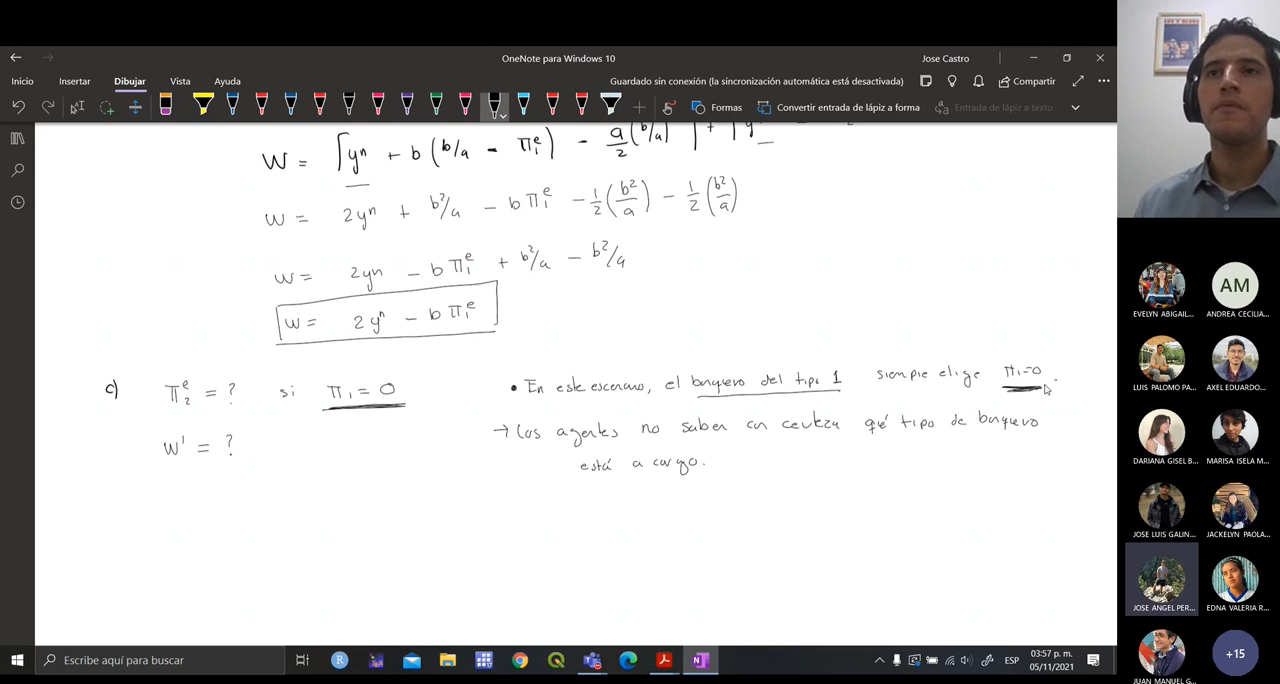 OneNote para Windows 10
Jose Castro
Inicio Insertar Dibujar Vista Ayuda
Guardado sin conexión (la sincronización automática está desactivada) Compartir
Formas Convertir entrada de lápiz a forma Entrada de lápiz a texto
W = [yⁿ + b(b/a - π₁ᵉ) - a/2 (b/a)
W = 2yⁿ + b²/a - bπ₁ᵉ - 1/2 (b²/a) - 1/2 (b²/a)
W = 2yⁿ - bπ₁ᵉ + b²/a - b²/a
W = 2yⁿ - bπ₁ᵉ
c) π₂ᵉ = ? si π₁ = 0
W' = ?
• En este escenario, el banquero del tipo 1 siempre elige π₁=0.
→ Los agentes no saben con certeza qué tipo de banquero
está a cargo.
AM
EVELYN ABIGAIL... ANDREA CECILIA...
LUIS PALOMO PA... AXEL EDUARDO...
DARIANA GISEL B... MARISA ISELA M...
JOSE LUIS GALIN... JACKELYN PAOLA...
JOSE ANGEL PER... EDNA VALERIA R...
+15
JUAN MANUEL G...
Escribe aquí para buscar
ESP
03:57 p. m.
05/11/2021